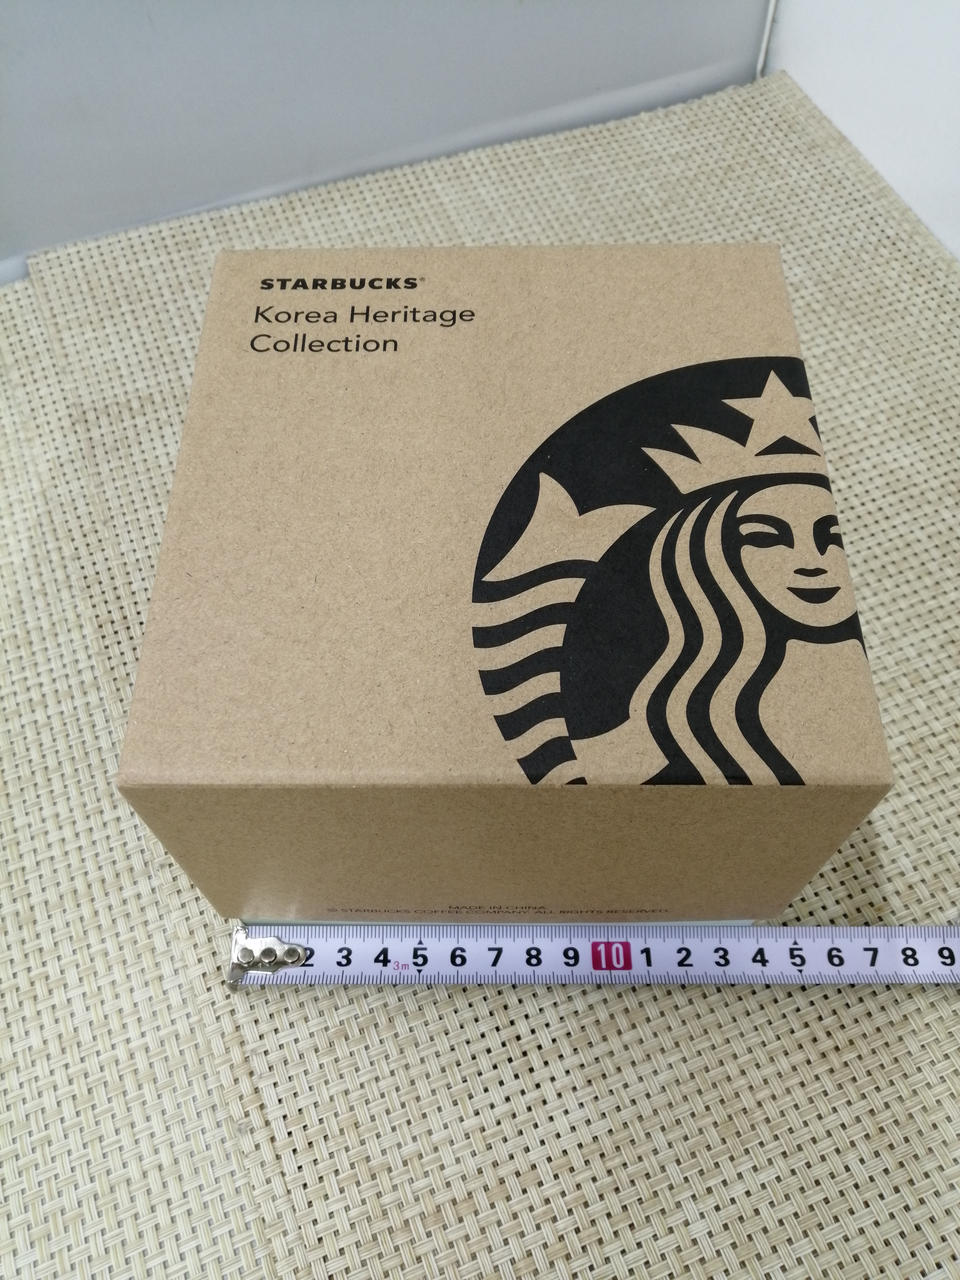 STARBUCKS®
Korea Heritage
Collection
MADE IN CHINA
© STARBUCKS COFFEE COMPANY. ALL RIGHTS RESERVED.
2 3 4 3m 5 6 7 8 9 10 1 2 3 4 5 6 7 8 9